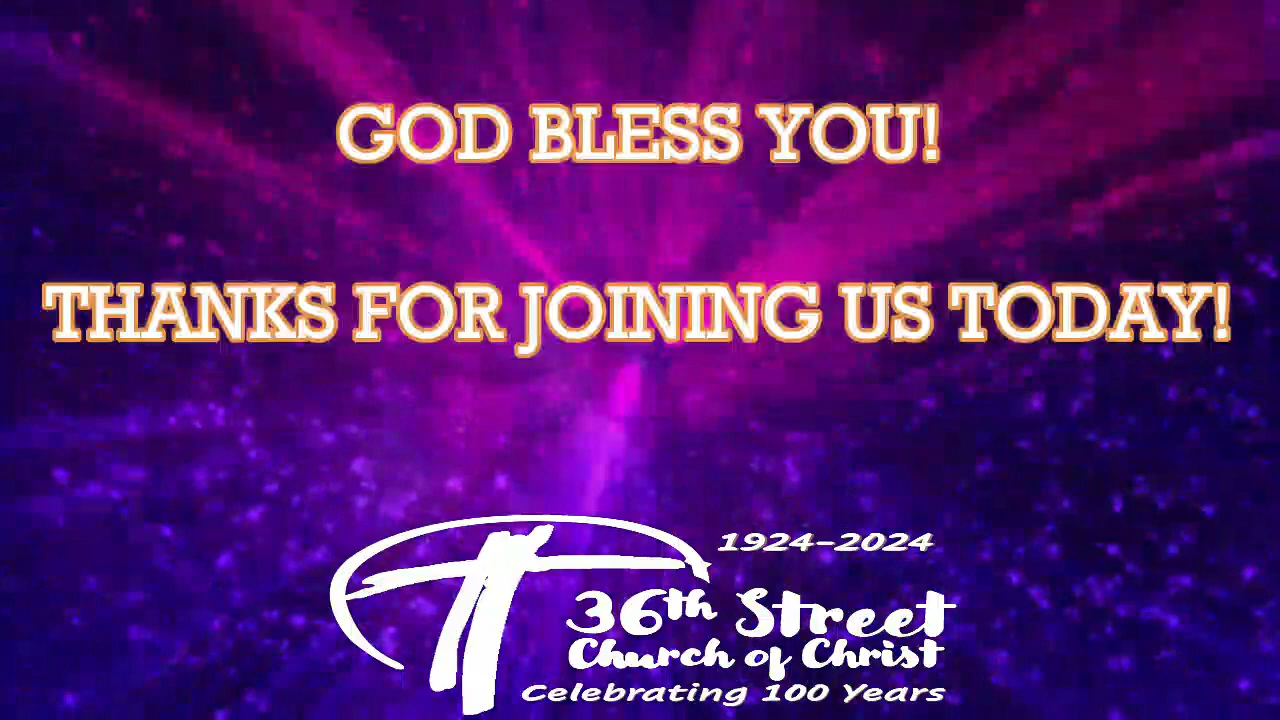 GOD BLESS YOU!
THANKS FOR JOINING US TODAY!
1924-2024
36th Street
Church of Christ
Celebrating 100 Years